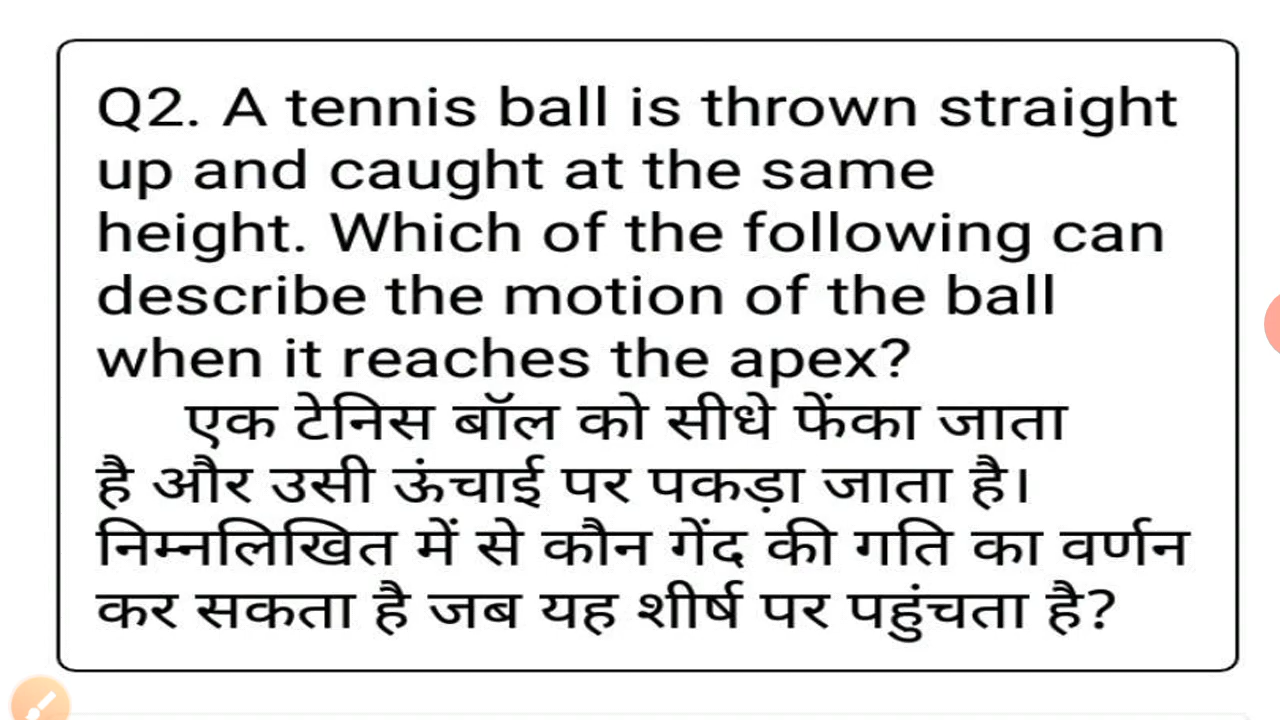 Q2. A tennis ball is thrown straight
up and caught at the same
height. Which of the following can
describe the motion of the ball
when it reaches the apex?
एक टेनिस बॉल को सीधे फेंका जाता
है और उसी ऊंचाई पर पकड़ा जाता है।
निम्नलिखित में से कौन गेंद की गति का वर्णन
कर सकता है जब यह शीर्ष पर पहुंचता है?